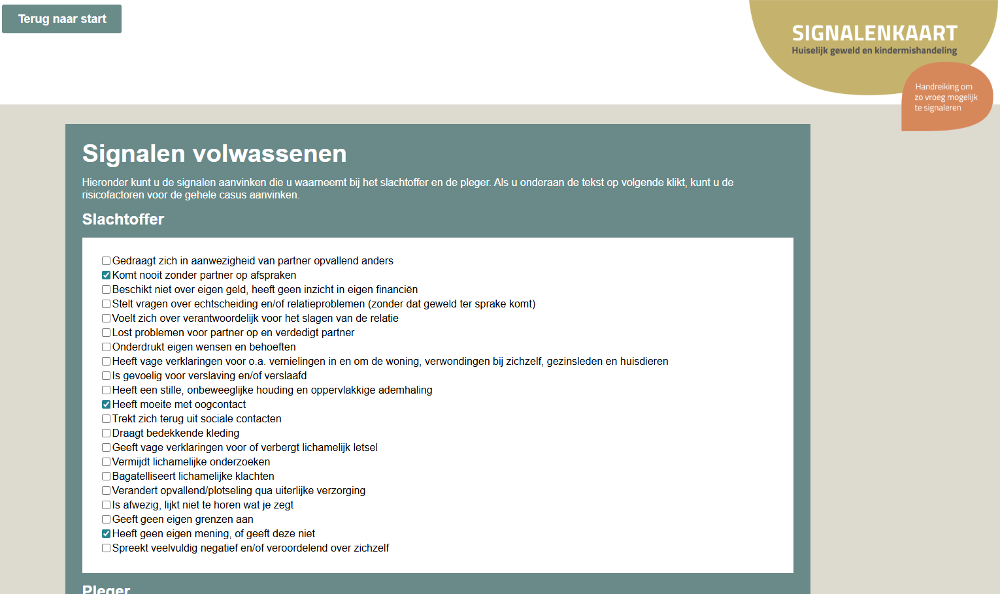 Terug naar start
SIGNALENKAART
Huiselijk geweld en kindermishandeling
Handreiking om
zo vroeg mogelijk
te signaleren
Signalen volwassenen
Hieronder kunt u de signalen aanvinken die u waarneemt bij het slachtoffer en de pleger. Als u onderaan de tekst op volgende klikt, kunt u de
risicofactoren voor de gehele casus aanvinken.
Slachtoffer
Gedraagt zich in aanwezigheid van partner opvallend anders
Komt nooit zonder partner op afspraken
Beschikt niet over eigen geld, heeft geen inzicht in eigen financiën
Stelt vragen over echtscheiding en/of relatieproblemen (zonder dat geweld ter sprake komt)
Voelt zich over verantwoordelijk voor het slagen van de relatie
Lost problemen voor partner op en verdedigt partner
Onderdrukt eigen wensen en behoeften
Heeft vage verklaringen voor o.a. vernielingen in en om de woning, verwondingen bij zichzelf, gezinsleden en huisdieren
Is gevoelig voor verslaving en/of verslaafd
Heeft een stille, onbeweeglijke houding en oppervlakkige ademhaling
Heeft moeite met oogcontact
Trekt zich terug uit sociale contacten
Draagt bedekkende kleding
Geeft vage verklaringen voor of verbergt lichamelijk letsel
Vermijdt lichamelijke onderzoeken
Bagatelliseert lichamelijke klachten
Verandert opvallend/plotseling qua uiterlijke verzorging
Is afwezig, lijkt niet te horen wat je zegt
Geeft geen eigen grenzen aan
Heeft geen eigen mening, of geeft deze niet
Spreekt veelvuldig negatief en/of veroordelend over zichzelf
Pleger